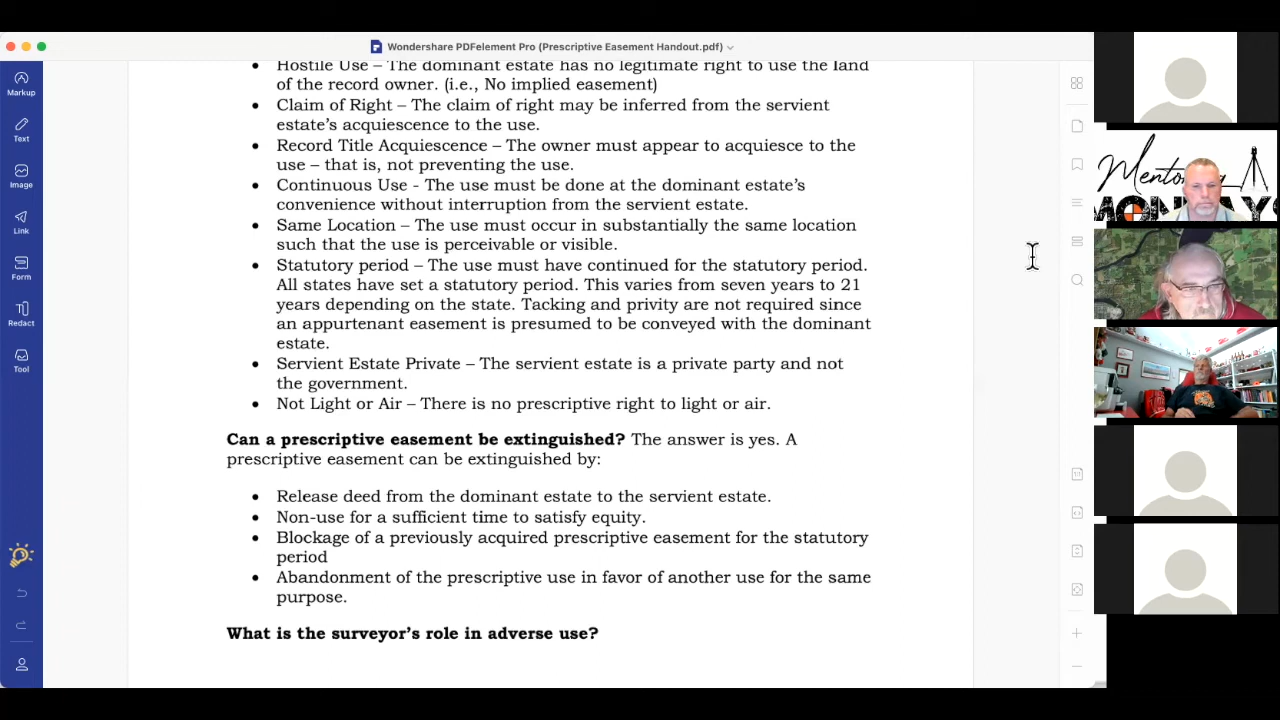 Wondershare PDFelement Pro (Prescriptive Easement Handout.pdf)
Markup
Text
Image
Link
Form
Redact
Tool
• Hostile Use – The dominant estate has no legitimate right to use the land
of the record owner. (i.e., No implied easement)
• Claim of Right – The claim of right may be inferred from the servient
estate's acquiescence to the use.
• Record Title Acquiescence – The owner must appear to acquiesce to the
use – that is, not preventing the use.
• Continuous Use - The use must be done at the dominant estate's
convenience without interruption from the servient estate.
• Same Location – The use must occur in substantially the same location
such that the use is perceivable or visible.
• Statutory period – The use must have continued for the statutory period.
All states have set a statutory period. This varies from seven years to 21
years depending on the state. Tacking and privity are not required since
an appurtenant easement is presumed to be conveyed with the dominant
estate.
• Servient Estate Private – The servient estate is a private party and not
the government.
• Not Light or Air – There is no prescriptive right to light or air.
Can a prescriptive easement be extinguished? The answer is yes. A
prescriptive easement can be extinguished by:
• Release deed from the dominant estate to the servient estate.
• Non-use for a sufficient time to satisfy equity.
• Blockage of a previously acquired prescriptive easement for the statutory
period
• Abandonment of the prescriptive use in favor of another use for the same
purpose.
What is the surveyor's role in adverse use?